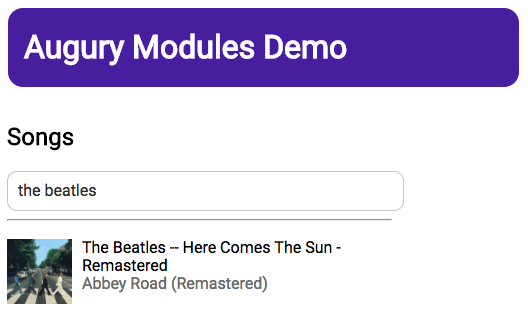 Augury Modules Demo
Songs
the beatles
The Beatles -- Here Comes The Sun -
Remastered
Abbey Road (Remastered)